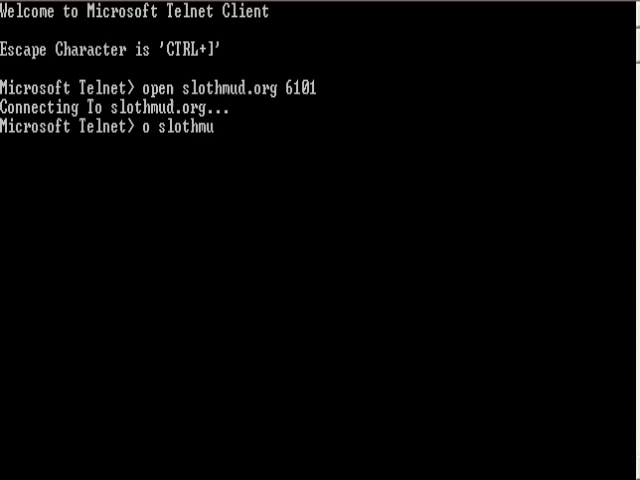 Welcome to Microsoft Telnet Client
Escape Character is 'CTRL+]'
Microsoft Telnet> open slothmud.org 6101
Connecting To slothmud.org...
Microsoft Telnet> o slothmu